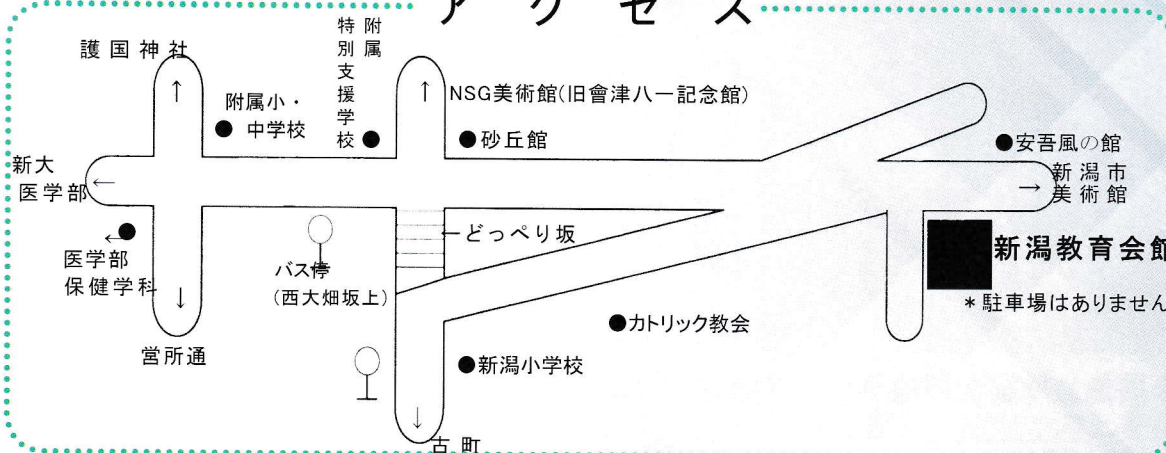 アクセス
護国神社
附属
特別支援学校
附属小・
中学校
NSG美術館(旧會津八一記念館)
砂丘館
安吾風の館
新大
医学部
新潟市
美術館
どっぺり坂
新潟教育会館
医学部
保健学科
バス停
(西大畑坂上)
*駐車場はありません
カトリック教会
営所通
新潟小学校
古町